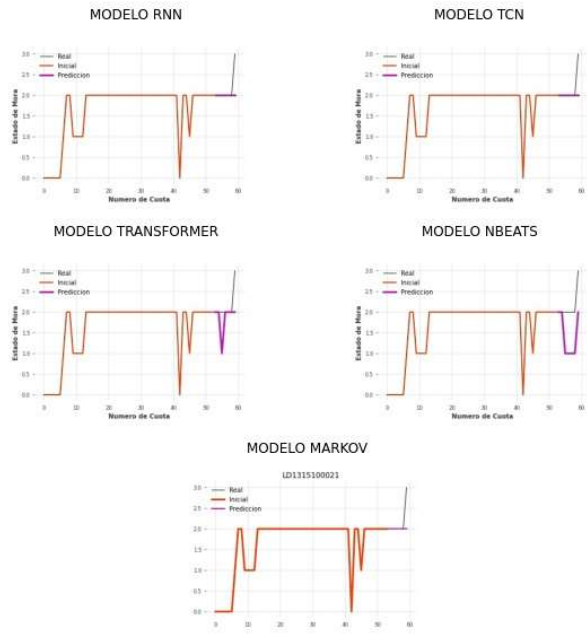 MODELO RNN
MODELO TCN
3.0
2.5
2.0
1.5
1.0
0.5
0.0
Estado de Mora
Real
Inicial
Prediccion
0 10 20 30 40 50 60
Numero de Cuota
3.0
2.5
2.0
1.5
1.0
0.5
0.0
Estado de Mora
Real
Inicial
Prediccion
0 10 20 30 40 50 60
Numero de Cuota
MODELO TRANSFORMER
MODELO NBEATS
3.0
2.5
2.0
1.5
1.0
0.5
0.0
Estado de Mora
Real
Inicial
Prediccion
0 10 20 30 40 50 60
Numero de Cuota
3.0
2.5
2.0
1.5
1.0
0.5
0.0
Estado de Mora
Real
Inicial
Prediccion
0 10 20 30 40 50 60
Numero de Cuota
MODELO MARKOV
LD1315100021
3.0
2.5
2.0
1.5
1.0
0.5
0.0
Real
Inicial
Prediccion
0 10 20 30 40 50 60